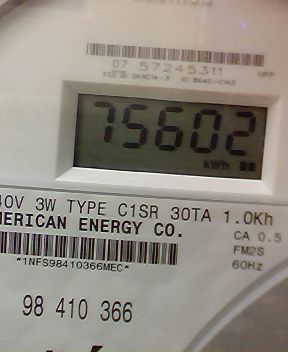 07 57245311
75602
kWh
40V 3W TYPE C1SR 30TA 1.0Kh
MERICAN ENERGY CO.
CA 0.5
FM2S
*1NFS98410366MEC*
60Hz
98 410 366